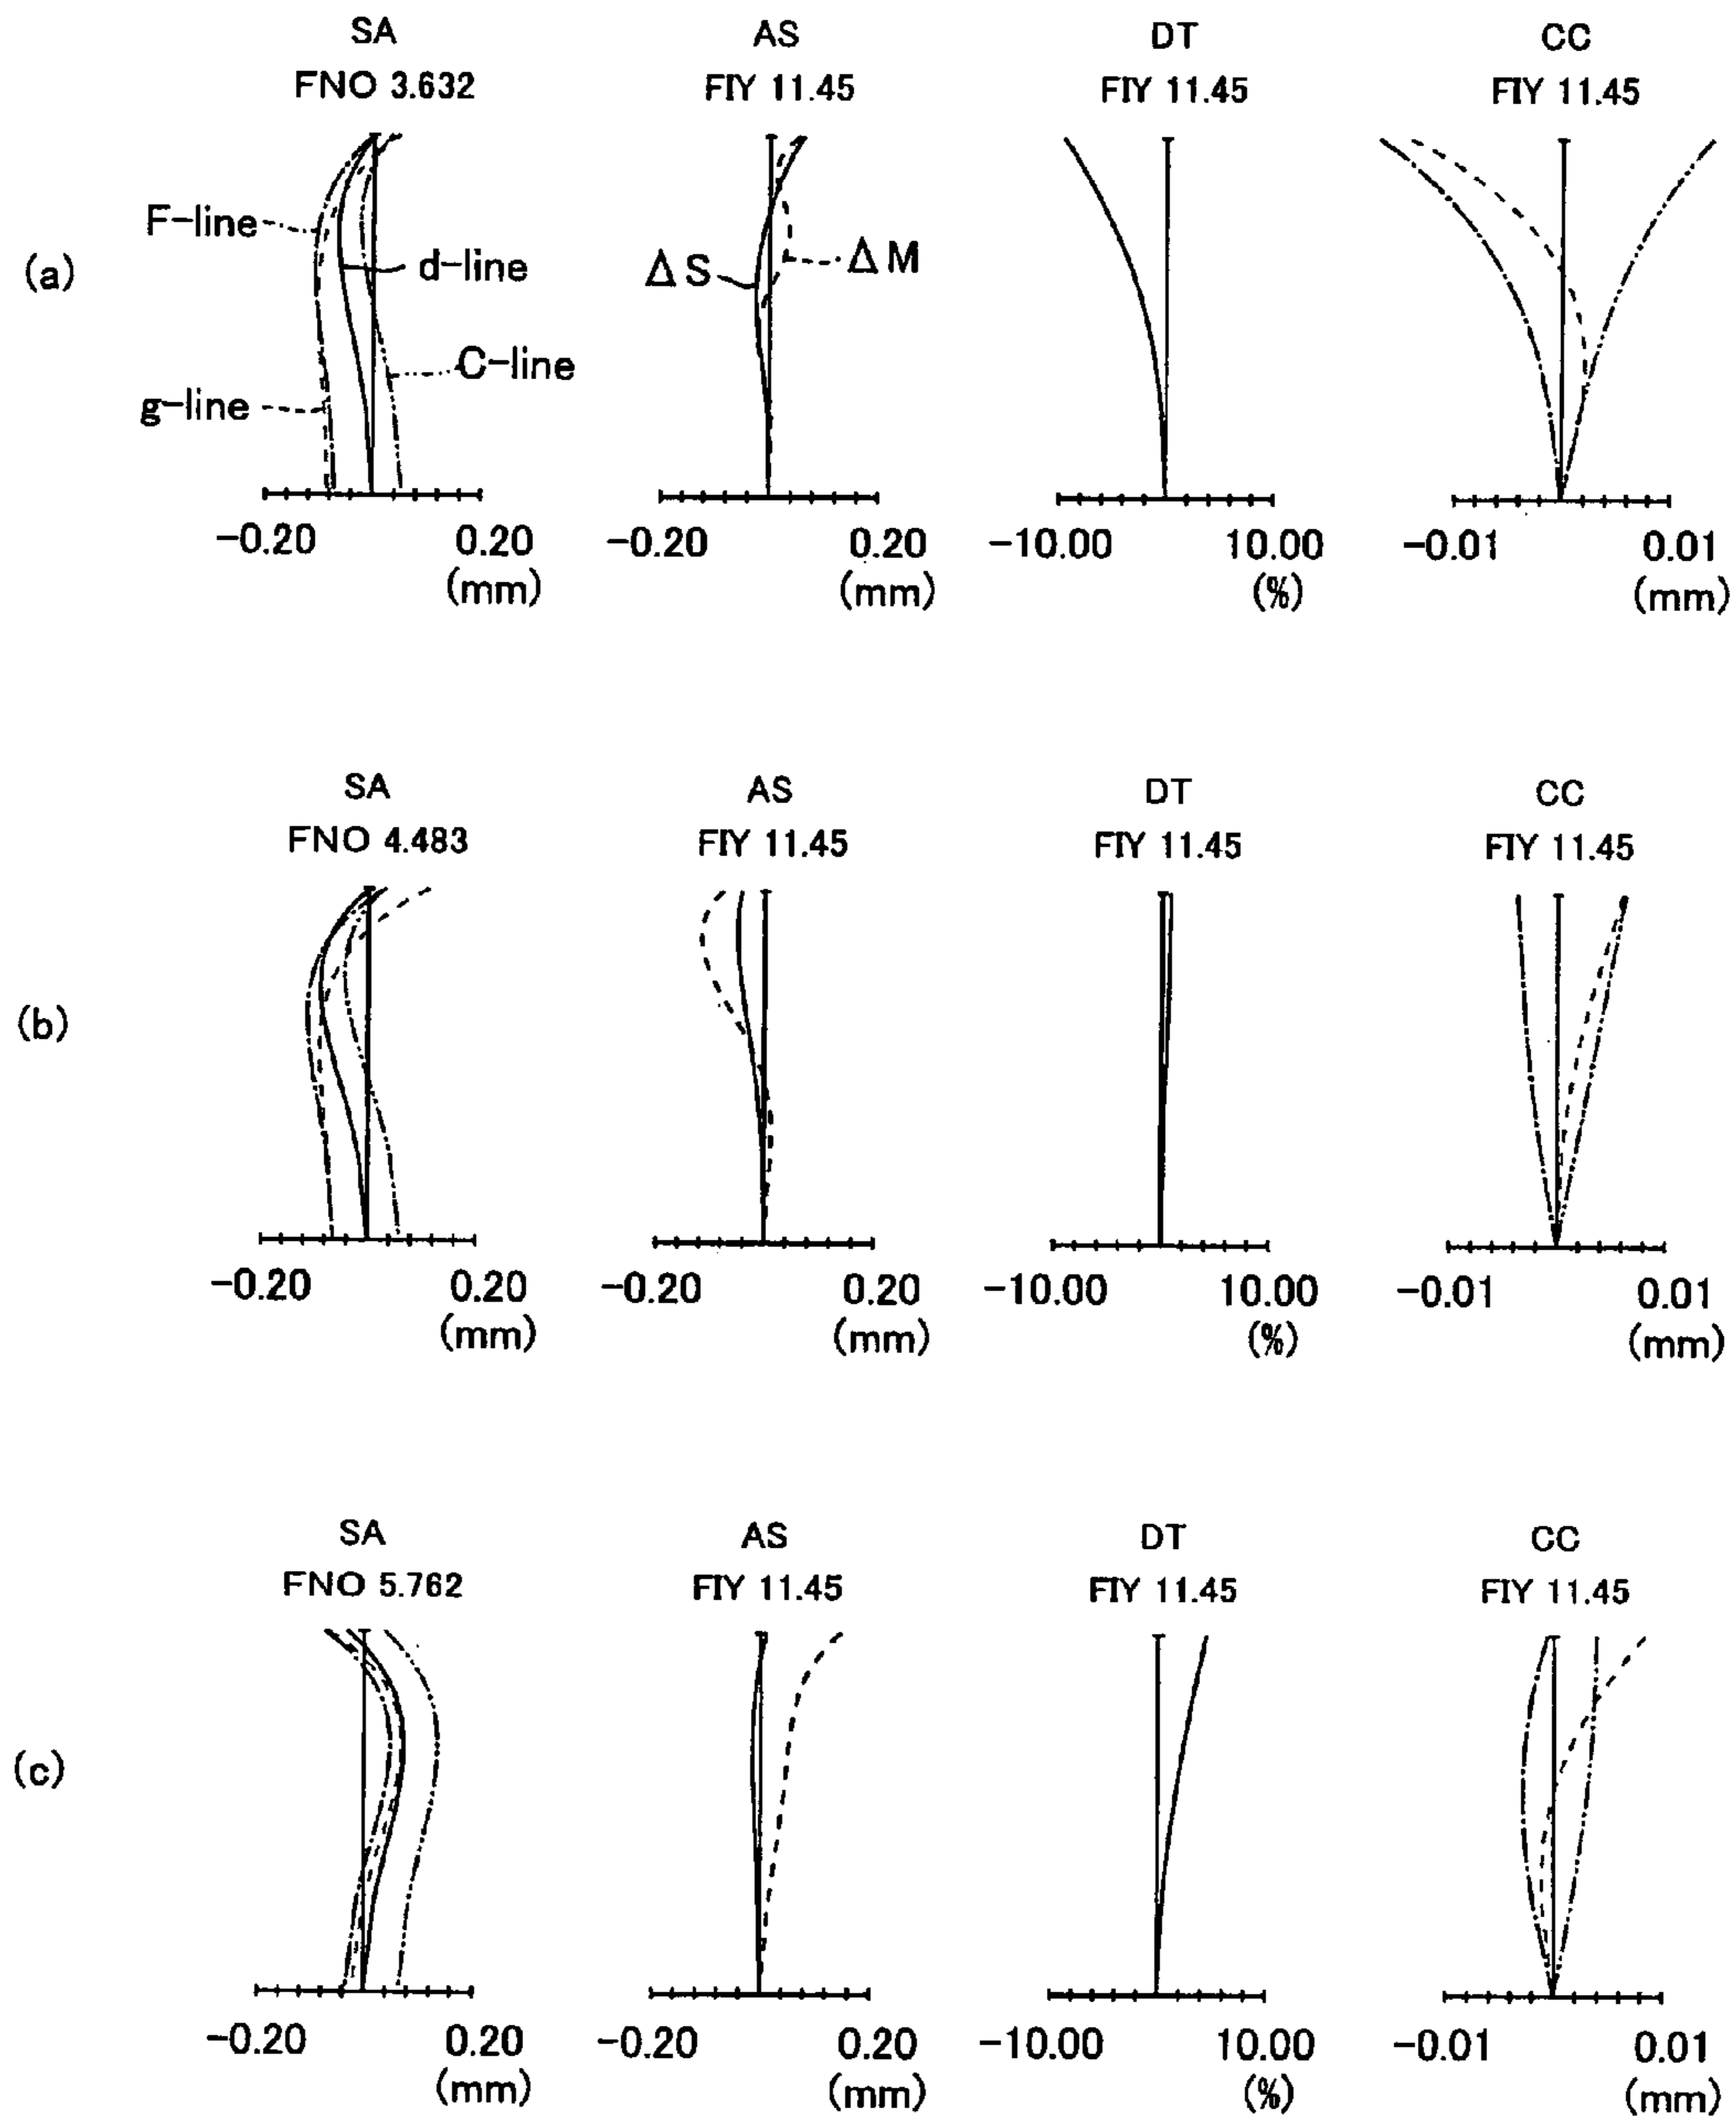 SA AS DT CC
FNO 3.632 FIY 11.45 FIY 11.45 FIY 11.45
(a)
F-line
d-line
ΔS
ΔM
C-line
g-line
-0.20 0.20 -0.20 0.20 -10.00 10.00 -0.01 0.01
(mm) (mm) (%) (mm)
SA AS DT CC
FNO 4.483 FIY 11.45 FIY 11.45 FIY 11.45
(b)
-0.20 0.20 -0.20 0.20 -10.00 10.00 -0.01 0.01
(mm) (mm) (%) (mm)
SA AS DT CC
FNO 5.762 FIY 11.45 FIY 11.45 FIY 11.45
(c)
-0.20 0.20 -0.20 0.20 -10.00 10.00 -0.01 0.01
(mm) (mm) (%) (mm)